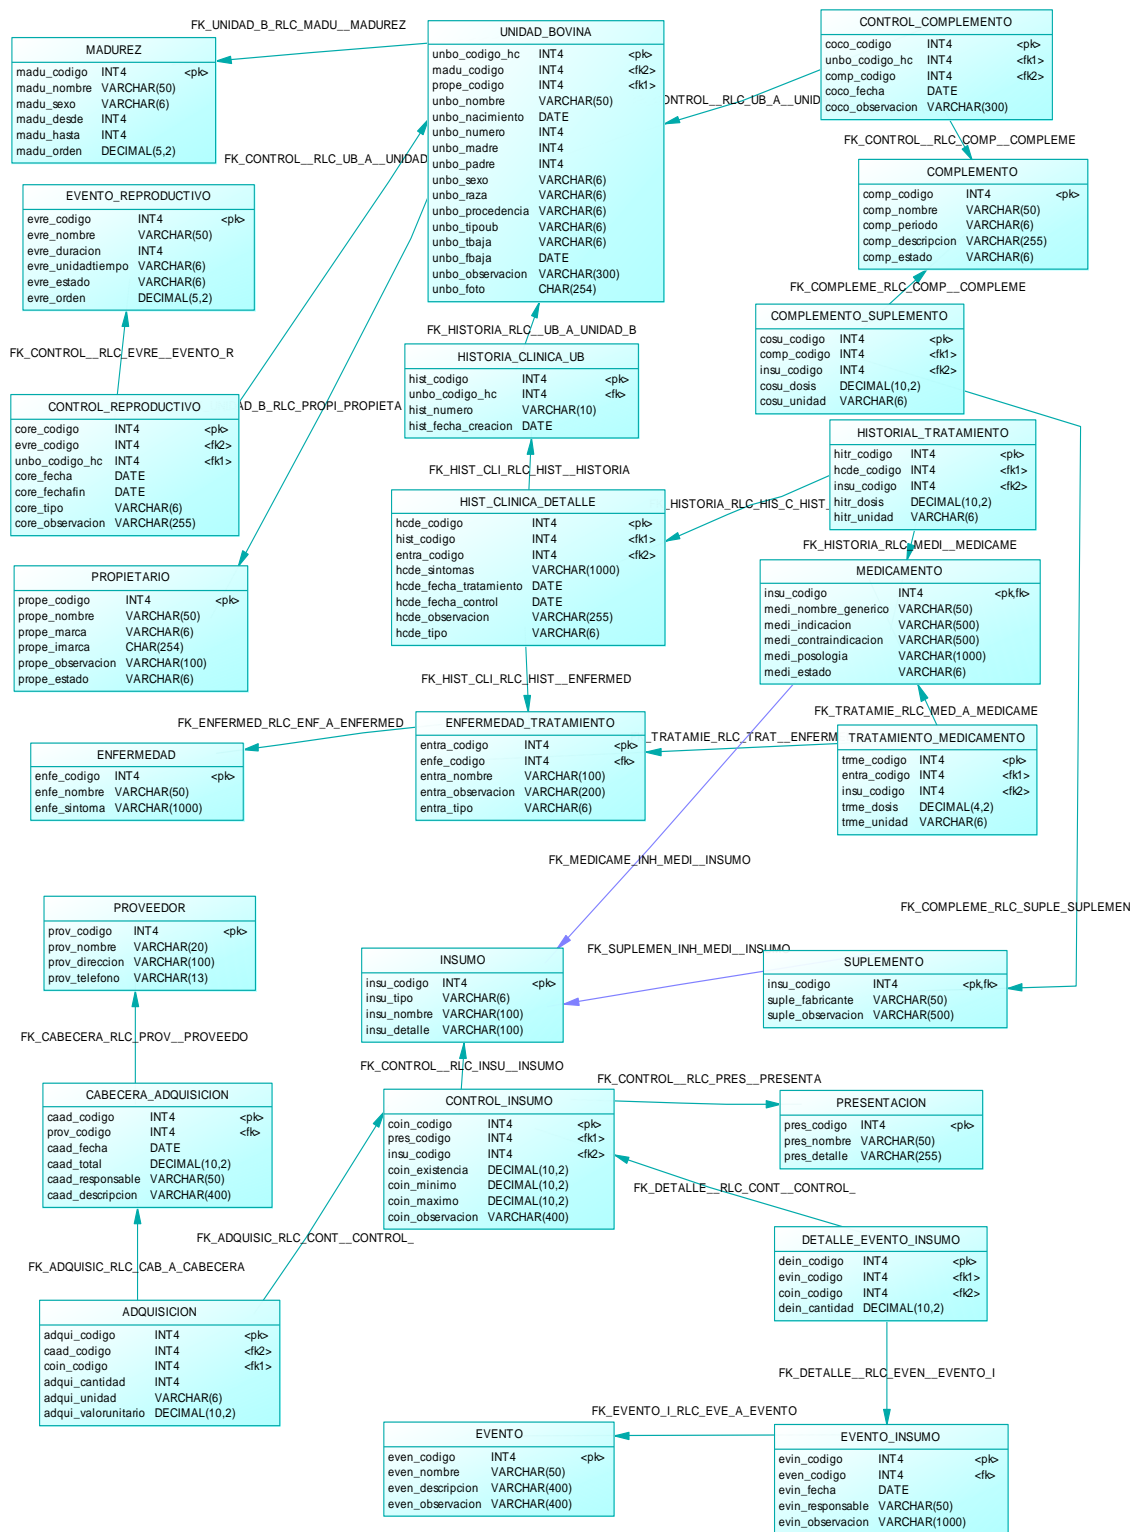 FK_UNIDAD_B_RLC_MADU__MADUREZ
MADUREZ
madu_codigo INT4 <pk>
madu_nombre VARCHAR(50)
madu_sexo VARCHAR(6)
madu_desde INT4
madu_hasta INT4
madu_orden DECIMAL(5,2)
UNIDAD_BOVINA
unbo_codigo_hc INT4 <pk>
madu_codigo INT4 <fk2>
prope_codigo INT4 <fk1>
unbo_nombre VARCHAR(50)
unbo_nacimiento DATE
unbo_numero INT4
unbo_madre INT4
unbo_padre INT4
unbo_sexo VARCHAR(6)
unbo_raza VARCHAR(6)
unbo_procedencia VARCHAR(6)
unbo_tipoub VARCHAR(6)
unbo_tbaja VARCHAR(6)
unbo_fbaja DATE
unbo_observacion VARCHAR(300)
unbo_foto CHAR(254)
CONTROL_COMPLEMENTO
coco_codigo INT4 <pk>
unbo_codigo_hc INT4 <fk1>
comp_codigo INT4 <fk2>
coco_fecha DATE
coco_observacion VARCHAR(300)
ONTROL__RLC_UB_A__UNID
FK_CONTROL__RLC_COMP__COMPLEME
FK_CONTROL__RLC_UB_A__UNIDAD
COMPLEMENTO
comp_codigo INT4 <pk>
comp_nombre VARCHAR(50)
comp_periodo VARCHAR(6)
comp_descripcion VARCHAR(255)
comp_estado VARCHAR(6)
EVENTO_REPRODUCTIVO
evre_codigo INT4 <pk>
evre_nombre VARCHAR(50)
evre_duracion INT4
evre_unidadtiempo VARCHAR(6)
evre_estado VARCHAR(6)
evre_orden DECIMAL(5,2)
FK_COMPLEME_RLC_COMP__COMPLEME
COMPLEMENTO_SUPLEMENTO
cosu_codigo INT4 <pk>
comp_codigo INT4 <fk1>
insu_codigo INT4 <fk2>
cosu_dosis DECIMAL(10,2)
cosu_unidad VARCHAR(6)
FK_HISTORIA_RLC__UB_A_UNIDAD_B
FK_CONTROL__RLC_EVRE__EVENTO_R
HISTORIA_CLINICA_UB
hist_codigo INT4 <pk>
unbo_codigo_hc INT4 <fk>
hist_numero VARCHAR(10)
hist_fecha_creacion DATE
CONTROL_REPRODUCTIVO
core_codigo INT4 <pk>
evre_codigo INT4 <fk2>
unbo_codigo_hc INT4 <fk1>
core_fecha DATE
core_fechafin DATE
core_tipo VARCHAR(6)
core_observacion VARCHAR(255)
AD_B_RLC_PROPI_PROPIETA
HISTORIAL_TRATAMIENTO
hitr_codigo INT4 <pk>
hcde_codigo INT4 <fk1>
insu_codigo INT4 <fk2>
hitr_dosis DECIMAL(10,2)
hitr_unidad VARCHAR(6)
FK_HIST_CLI_RLC_HIST__HISTORIA
HIST_CLINICA_DETALLE
hcde_codigo INT4 <pk>
hist_codigo INT4 <fk1>
entra_codigo INT4 <fk2>
hcde_sintomas VARCHAR(1000)
hcde_fecha_tratamiento DATE
hcde_fecha_control DATE
hcde_observacion VARCHAR(255)
hcde_tipo VARCHAR(6)
_HISTORIA_RLC_HIS_C_HIST_
FK_HISTORIA_RLC_MEDI__MEDICAME
PROPIETARIO
prope_codigo INT4 <pk>
prope_nombre VARCHAR(50)
prope_marca VARCHAR(6)
prope_imarca CHAR(254)
prope_observacion VARCHAR(100)
prope_estado VARCHAR(6)
MEDICAMENTO
insu_codigo INT4 <pk,fk>
medi_nombre_generico VARCHAR(50)
medi_indicacion VARCHAR(500)
medi_contraindicacion VARCHAR(500)
medi_posologia VARCHAR(1000)
medi_estado VARCHAR(6)
FK_HIST_CLI_RLC_HIST__ENFERMED
FK_ENFERMED_RLC_ENF_A_ENFERMED
FK_TRATAMIE_RLC_MED_A_MEDICAME
ENFERMEDAD
enfe_codigo INT4 <pk>
enfe_nombre VARCHAR(50)
enfe_sintoma VARCHAR(1000)
ENFERMEDAD_TRATAMIENTO
entra_codigo INT4 <pk>
enfe_codigo INT4 <fk>
entra_nombre VARCHAR(100)
entra_observacion VARCHAR(200)
entra_tipo VARCHAR(6)
_TRATAMIE_RLC_TRAT__ENFERM
TRATAMIENTO_MEDICAMENTO
trme_codigo INT4 <pk>
entra_codigo INT4 <fk1>
insu_codigo INT4 <fk2>
trme_dosis DECIMAL(4,2)
trme_unidad VARCHAR(6)
FK_MEDICAME_INH_MEDI__INSUMO
FK_COMPLEME_RLC_SUPLE_SUPLEMEN
PROVEEDOR
prov_codigo INT4 <pk>
prov_nombre VARCHAR(20)
prov_direccion VARCHAR(100)
prov_telefono VARCHAR(13)
FK_SUPLEMEN_INH_MEDI__INSUMO
INSUMO
insu_codigo INT4 <pk>
insu_tipo VARCHAR(6)
insu_nombre VARCHAR(100)
insu_detalle VARCHAR(100)
SUPLEMENTO
insu_codigo INT4 <pk,fk>
suple_fabricante VARCHAR(50)
suple_observacion VARCHAR(500)
FK_CABECERA_RLC_PROV__PROVEEDO
FK_CONTROL__RLC_INSU__INSUMO
FK_CONTROL__RLC_PRES__PRESENTA
CABECERA_ADQUISICION
caad_codigo INT4 <pk>
prov_codigo INT4 <fk>
caad_fecha DATE
caad_total DECIMAL(10,2)
caad_responsable VARCHAR(50)
caad_descripcion VARCHAR(400)
CONTROL_INSUMO
coin_codigo INT4 <pk>
pres_codigo INT4 <fk1>
insu_codigo INT4 <fk2>
coin_existencia DECIMAL(10,2)
coin_minimo DECIMAL(10,2)
coin_maximo DECIMAL(10,2)
coin_observacion VARCHAR(400)
PRESENTACION
pres_codigo INT4 <pk>
pres_nombre VARCHAR(50)
pres_detalle VARCHAR(255)
FK_DETALLE__RLC_CONT__CONTROL_
FK_ADQUISIC_RLC_CONT__CONTROL_
FK_ADQUISIC_RLC_CAB_A_CABECERA
DETALLE_EVENTO_INSUMO
dein_codigo INT4 <pk>
evin_codigo INT4 <fk1>
coin_codigo INT4 <fk2>
dein_cantidad DECIMAL(10,2)
ADQUISICION
adqui_codigo INT4 <pk>
caad_codigo INT4 <fk2>
coin_codigo INT4 <fk1>
adqui_cantidad INT4
adqui_unidad VARCHAR(6)
adqui_valorunitario DECIMAL(10,2)
FK_DETALLE__RLC_EVEN__EVENTO_I
FK_EVENTO_I_RLC_EVE_A_EVENTO
EVENTO
even_codigo INT4 <pk>
even_nombre VARCHAR(50)
even_descripcion VARCHAR(400)
even_observacion VARCHAR(400)
EVENTO_INSUMO
evin_codigo INT4 <pk>
even_codigo INT4 <fk>
evin_fecha DATE
evin_responsable VARCHAR(50)
evin_observacion VARCHAR(1000)